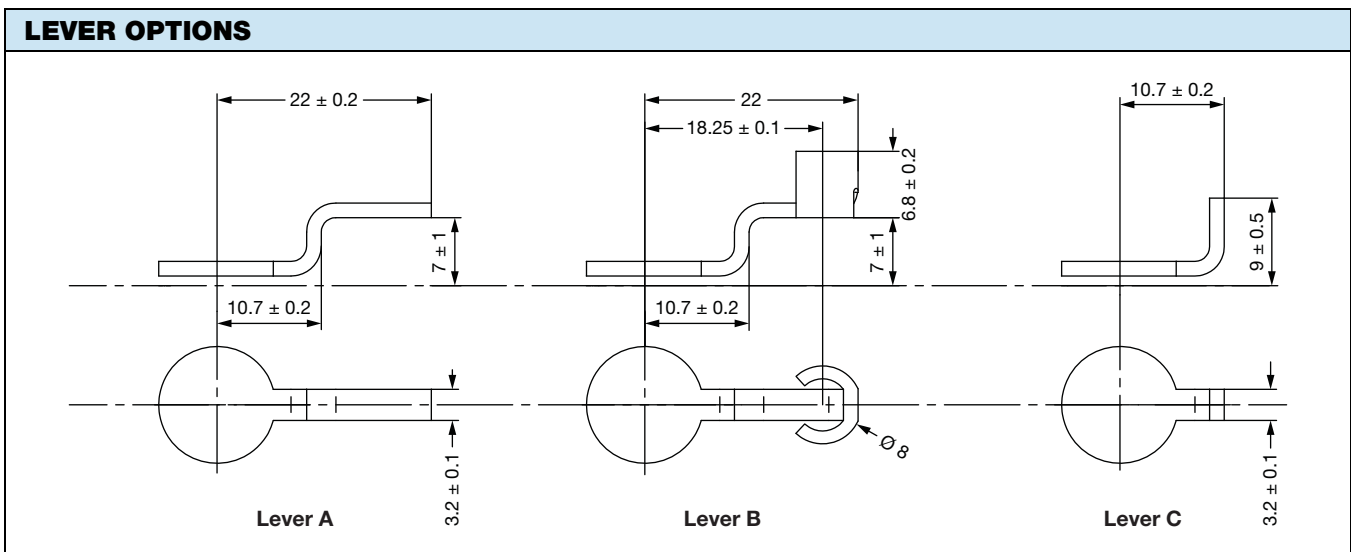 LEVER OPTIONS
22 ± 0.2
7 ± 1
10.7 ± 0.2
3.2 ± 0.1
Lever A
22
18.25 ± 0.1
6.8 ± 0.2
7 ± 1
10.7 ± 0.2
Ø 8
Lever B
10.7 ± 0.2
9 ± 0.5
3.2 ± 0.1
Lever C